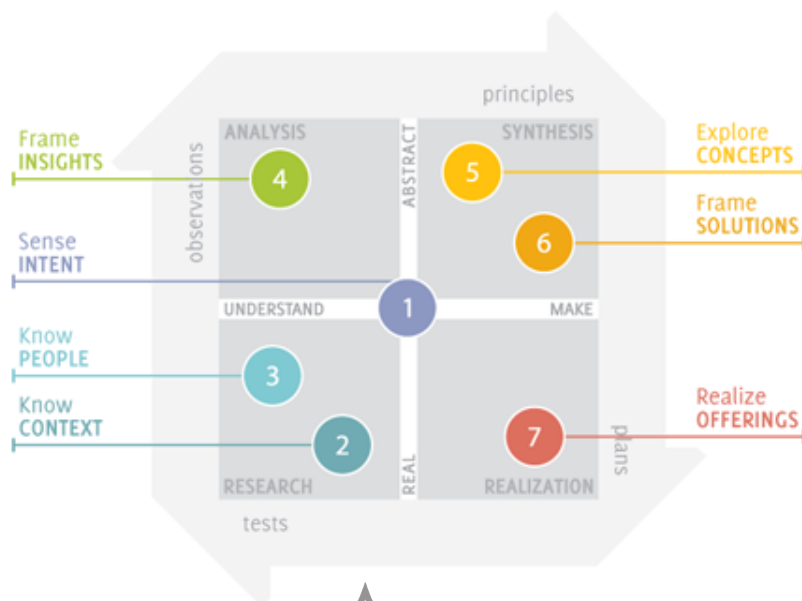 principles
ANALYSIS
ABSTRACT
SYNTHESIS
Frame
INSIGHTS
4
5
Explore
CONCEPTS
observations
6
Frame
SOLUTIONS
Sense
INTENT
1
UNDERSTAND
MAKE
Know
PEOPLE
3
Know
CONTEXT
2
7
Realize
OFFERINGS
plans
RESEARCH
REAL
REALIZATION
tests